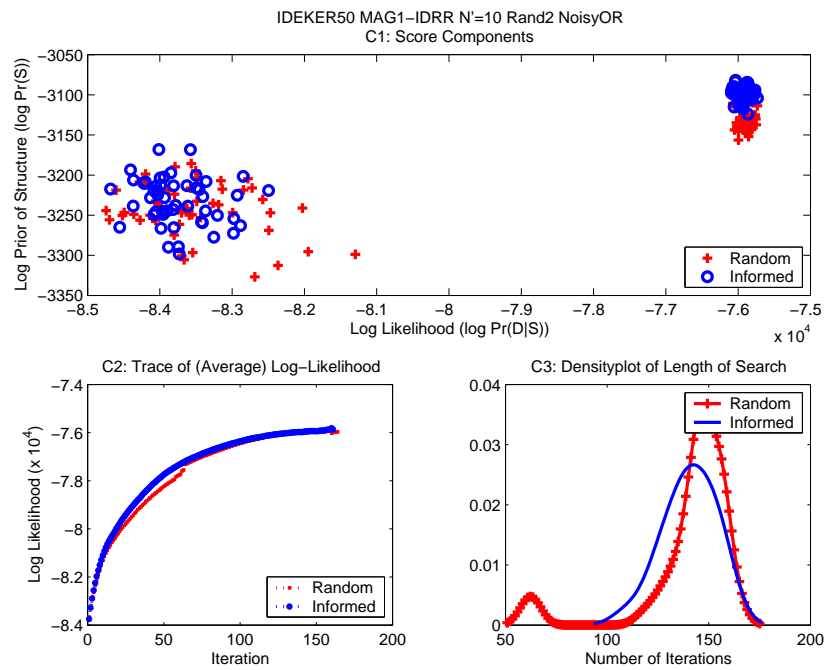 IDEKER50 MAG1−IDRR N'=10 Rand2 NoisyOR
C1: Score Components
Log Prior of Structure (log Pr(S))
−3050
−3100
−3150
−3200
−3250
−3300
−3350
Random
Informed
−8.5 −8.4 −8.3 −8.2 −8.1 −8 −7.9 −7.8 −7.7 −7.6 −7.5
Log Likelihood (log Pr(D|S))
x 10^4
C2: Trace of (Average) Log−Likelihood
Log Likelihood (x 10^4)
−7.4
−7.6
−7.8
−8
−8.2
−8.4
Random
Informed
0 50 100 150 200
Iteration
C3: Densityplot of Length of Search
0.04
0.03
0.02
0.01
0
Random
Informed
50 100 150 200
Number of Iterations